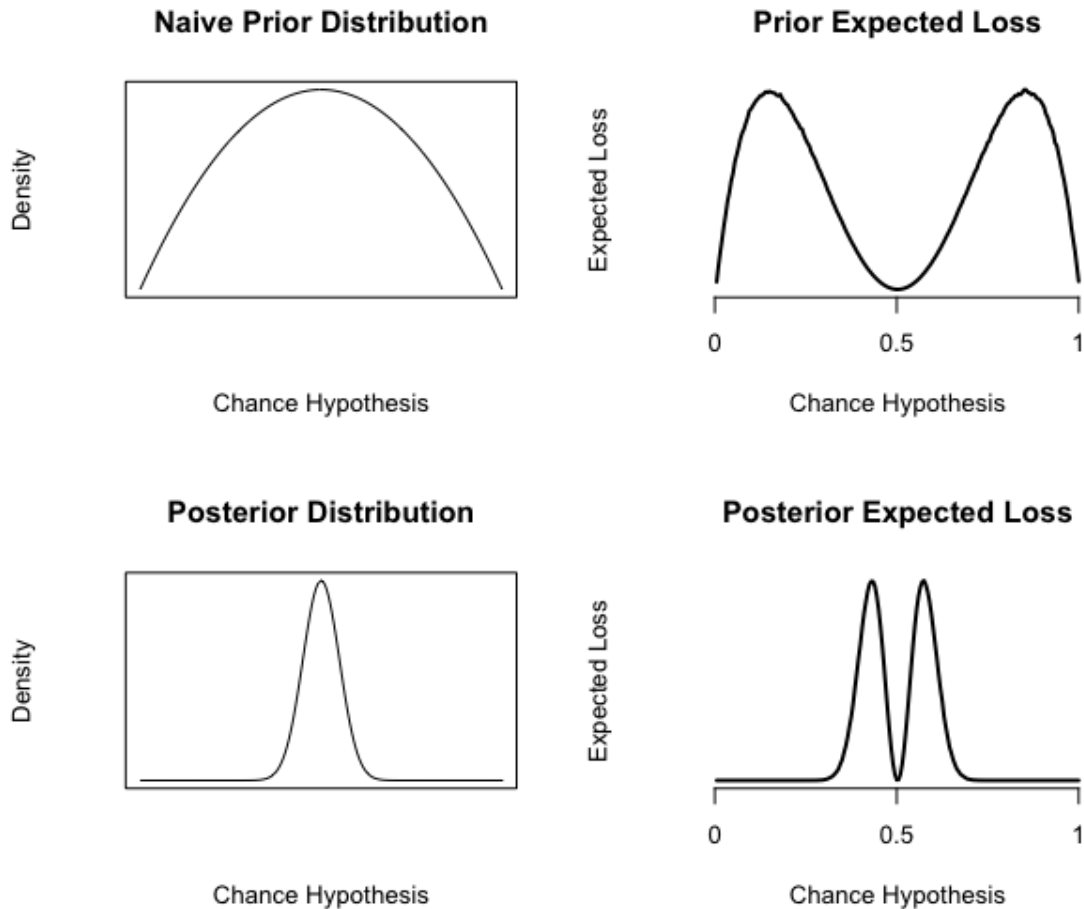 Naive Prior Distribution
Density
Chance Hypothesis
Prior Expected Loss
Expected Loss
0 0.5 1
Chance Hypothesis
Posterior Distribution
Density
Chance Hypothesis
Posterior Expected Loss
Expected Loss
0 0.5 1
Chance Hypothesis